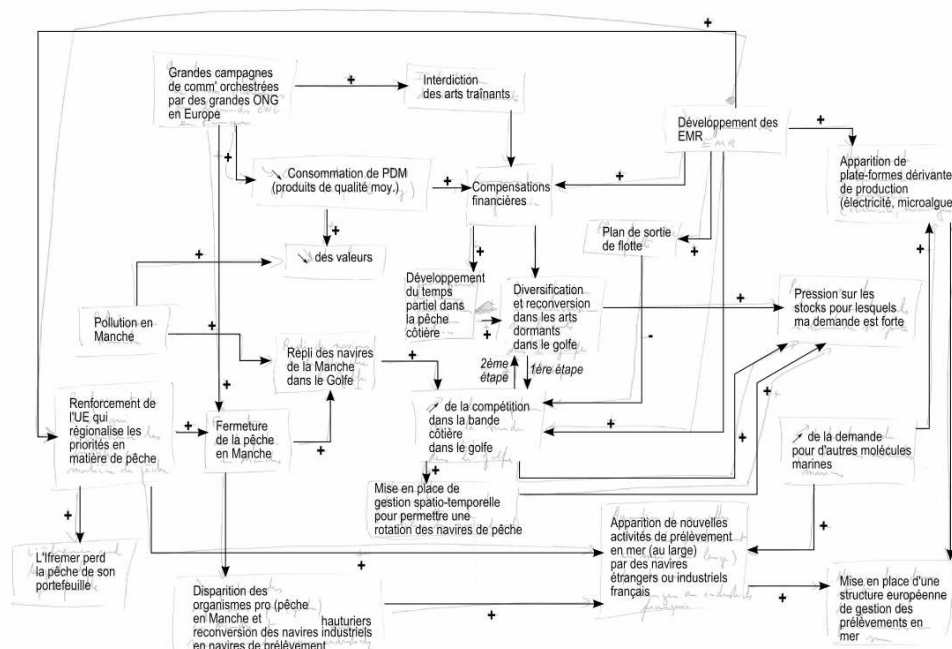 Grandes campagnes
de comm' orchestrées
par des grandes ONG
en Europe
+
Interdiction
des arts traînants
+
Développement des
EMR
+
Apparition de
plate-formes dérivante
de production
(électricité, microalgue
+
↘ Consommation de PDM
(produits de qualité moy.)
+
Compensations
financières
+
Plan de sortie
de flotte
+
↘ des valeurs
+
+
Pollution en
Manche
+
Développement
du temps
partiel dans
la pêche
côtière
+
+
Diversification
et reconversion
dans les arts
dormants
dans le golfe
+
Pression sur les
stocks pour lesquels
ma demande est forte
Repli des navires
de la Manche
dans le Golfe
+
2ème
étape
1ère étape
-
Renforcement de
l'UE qui
régionalise les
priorités en
matière de pêche
+
Fermeture
de la pêche
en Manche
+
↗ de la compétition
dans la bande
côtière
dans le golfe
+
+
↗ de la demande
pour d'autres molécules
marines
+
+
Mise en place de
gestion spatio-temporelle
pour permettre une
rotation des navires de pêche
+
L'Ifremer perd
la pêche de son
portefeuille
+
+
Apparition de nouvelles
activités de prélèvement
en mer (au large)
par des navires
étrangers ou industriels
français
+
+
Disparition des
organismes pro (pêche
en Manche et hauturiers
reconversion des navires industriels
en navires de prélèvement
+
+
Mise en place d'une
structure européenne
de gestion des
prélèvements en
mer